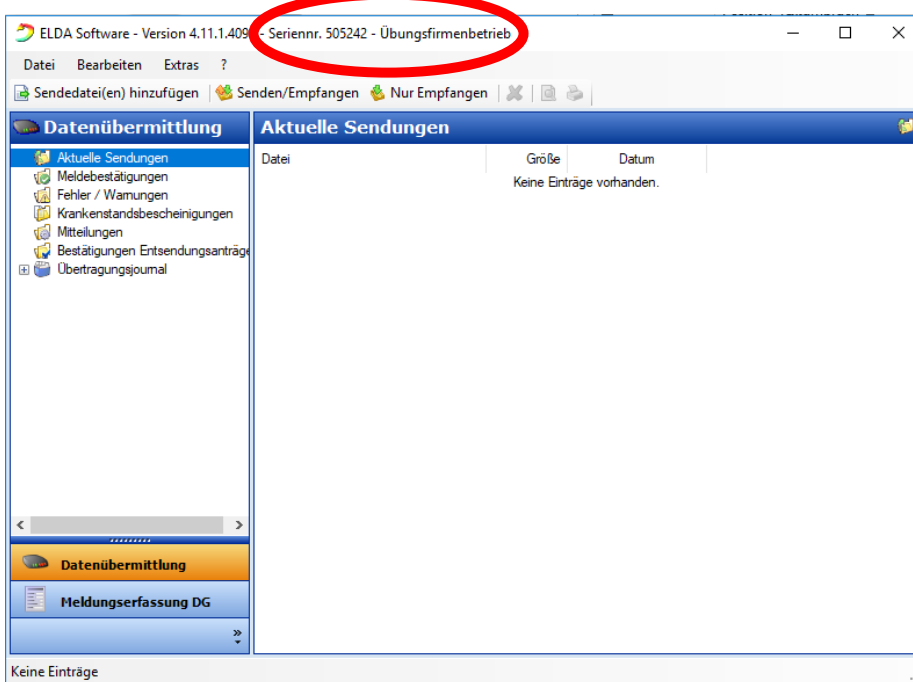 ELDA Software - Version 4.11.1.409 - Seriennr. 505242 - Übungsfirmenbetrieb
Datei Bearbeiten Extras ?
Sendedatei(en) hinzufügen Senden/Empfangen Nur Empfangen
Datenübermittlung
Aktuelle Sendungen
Meldebestätigungen
Fehler / Warnungen
Krankenstandsbescheinigungen
Mitteilungen
Bestätigungen Entsendungsanträge
Übertragungsjournal
Datenübermittlung
Meldungserfassung DG
Aktuelle Sendungen
Datei Größe Datum
Keine Einträge vorhanden.
Keine Einträge